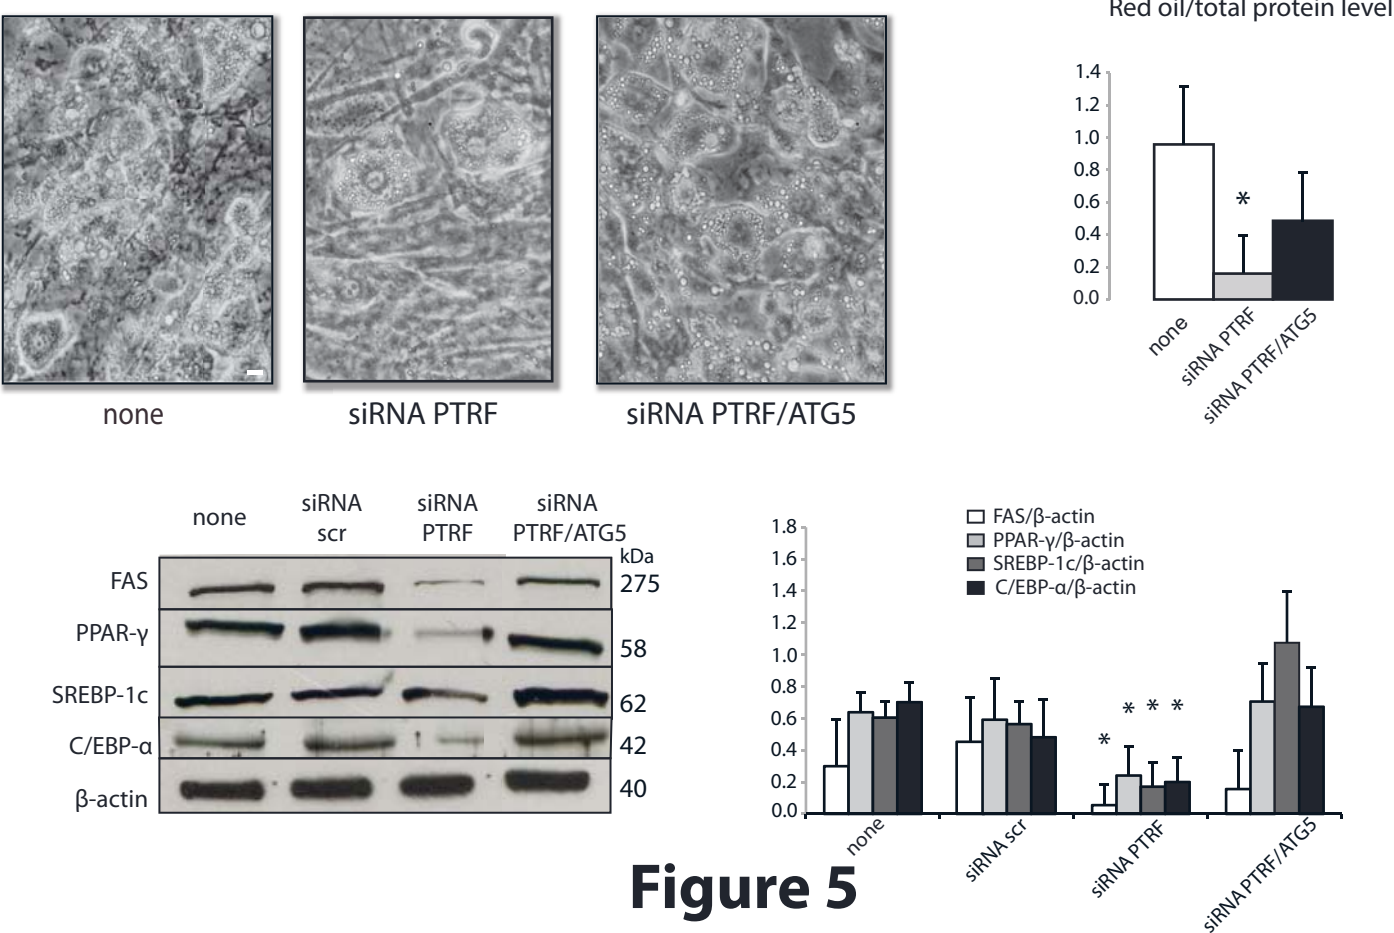 Red oil/total protein level
1.4
1.2
1.0
0.8
0.6
0.4
0.2
0.0
*
none
siRNA PTRF
siRNA PTRF/ATG5
none
siRNA PTRF
siRNA PTRF/ATG5
none
siRNA
scr
siRNA
PTRF
siRNA
PTRF/ATG5
kDa
FAS
275
PPAR-γ
58
SREBP-1c
62
C/EBP-α
42
β-actin
40
FAS/β-actin
PPAR-γ/β-actin
SREBP-1c/β-actin
C/EBP-α/β-actin
1.8
1.6
1.4
1.2
1.0
0.8
0.6
0.4
0.2
0.0
* * * *
none
siRNA scr
siRNA PTRF
siRNA PTRF/ATG5
Figure 5